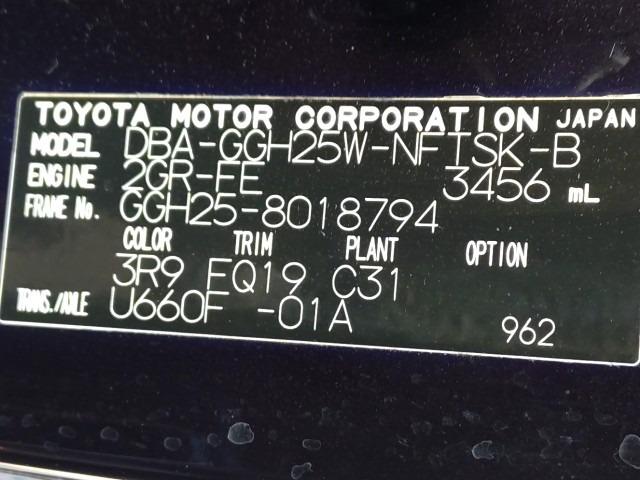 TOYOTA MOTOR CORPORATION JAPAN
MODEL DBA-GGH25W-NFTSK-B
ENGINE 2GR-FE 3456 mL
FRAME No. GGH25-8018794
COLOR TRIM PLANT OPTION
3R9 FQ19 C31
TRANS./AXLE U660F -01A 962